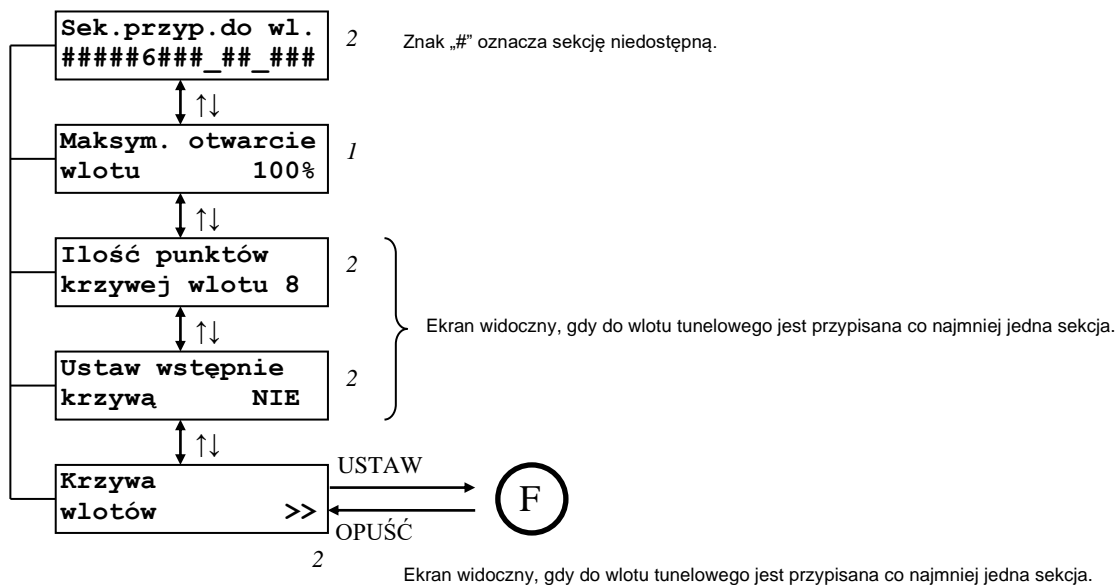 Sek.przyp.do wl.
#####6###_##_###
2
Znak „#” oznacza sekcję niedostępną.
↑↓
Maksym. otwarcie
wlotu 100%
1
↑↓
Ilość punktów
krzywej wlotu 8
2
Ekran widoczny, gdy do wlotu tunelowego jest przypisana co najmniej jedna sekcja.
↑↓
Ustaw wstępnie
krzywą NIE
2
↑↓
Krzywa
wlotów >>
USTAW
OPUŚĆ
F
2
Ekran widoczny, gdy do wlotu tunelowego jest przypisana co najmniej jedna sekcja.